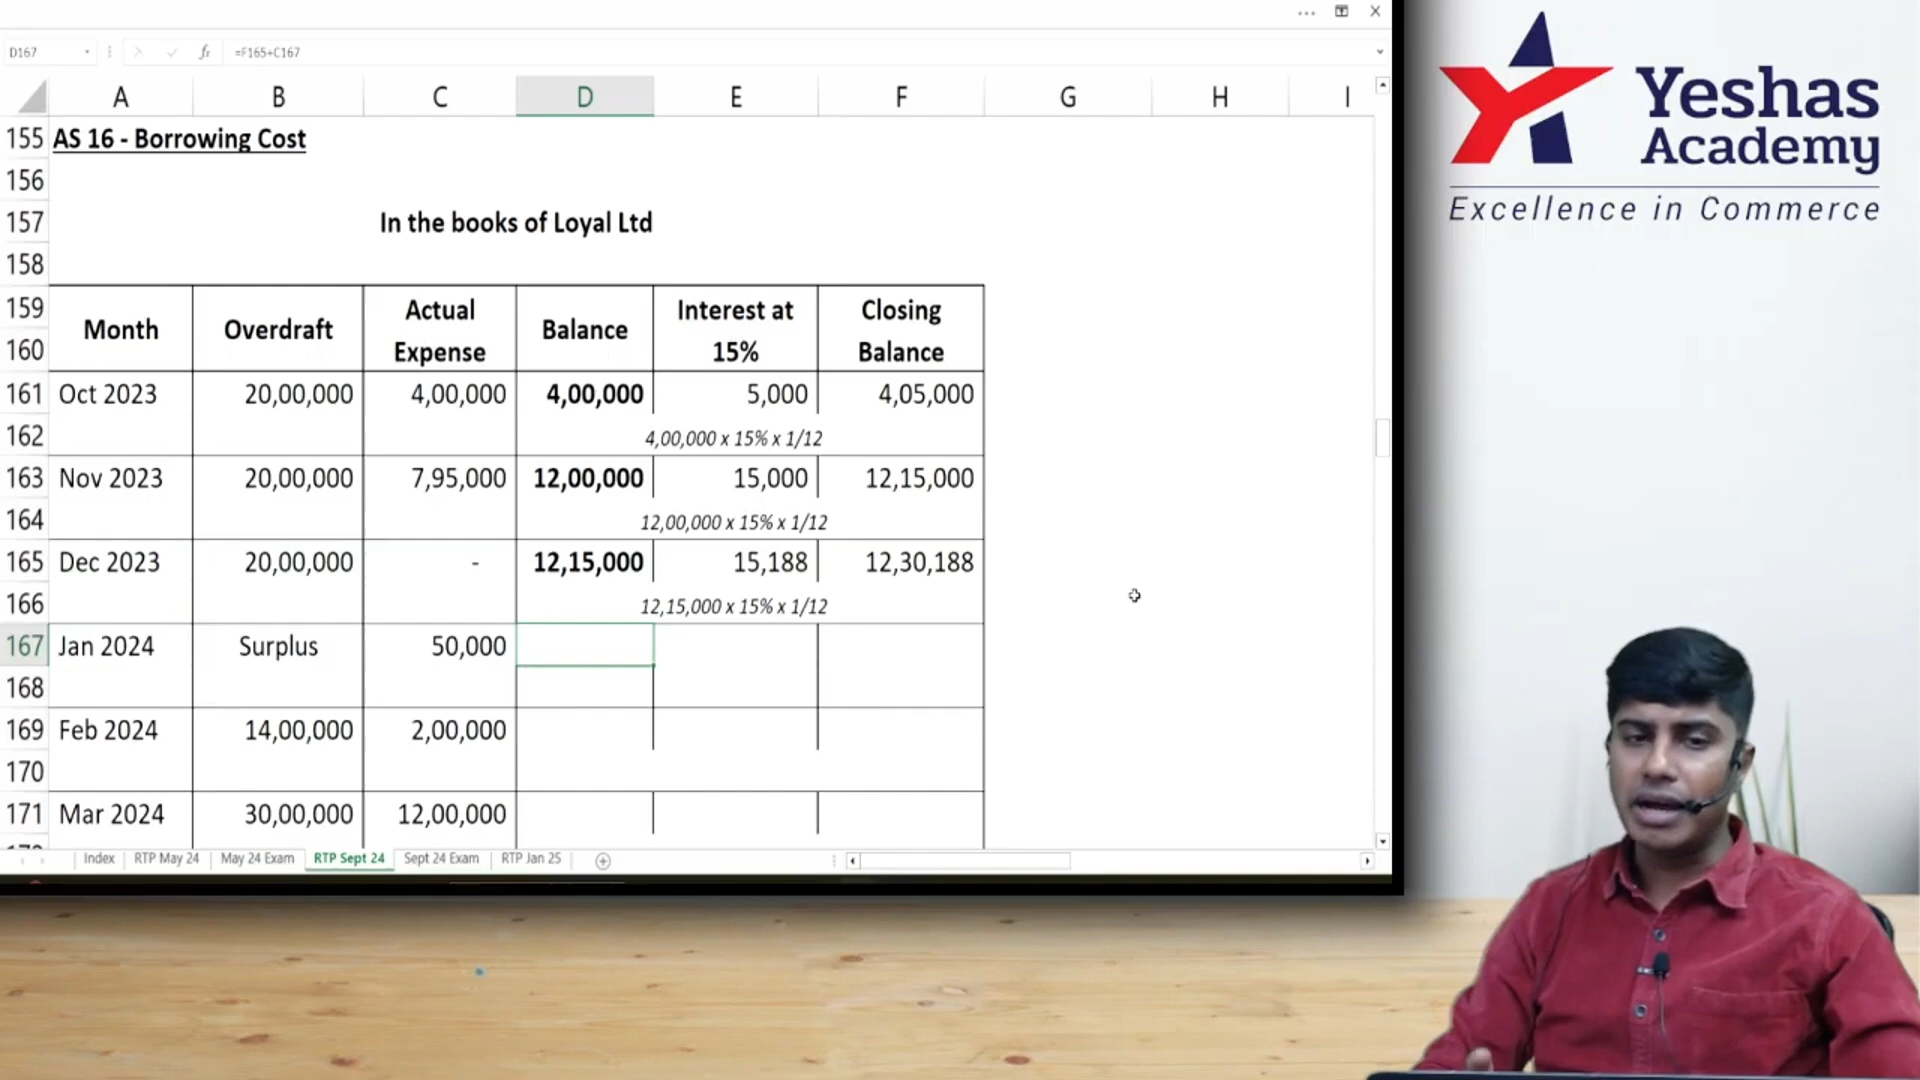 D167
fx
=F165+C167
A B C D E F G H I
155 AS 16 - Borrowing Cost
156
157 In the books of Loyal Ltd
158
159 Month Overdraft Actual Expense Balance Interest at 15% Closing Balance
160
161 Oct 2023 20,00,000 4,00,000 4,00,000 5,000 4,05,000
162 4,00,000 x 15% x 1/12
163 Nov 2023 20,00,000 7,95,000 12,00,000 15,000 12,15,000
164 12,00,000 x 15% x 1/12
165 Dec 2023 20,00,000 - 12,15,000 15,188 12,30,188
166 12,15,000 x 15% x 1/12
167 Jan 2024 Surplus 50,000
168
169 Feb 2024 14,00,000 2,00,000
170
171 Mar 2024 30,00,000 12,00,000
Index RTP May 24 May 24 Exam RTP Sept 24 Sept 24 Exam RTP Jan 25
Yeshas
Academy
Excellence in Commerce